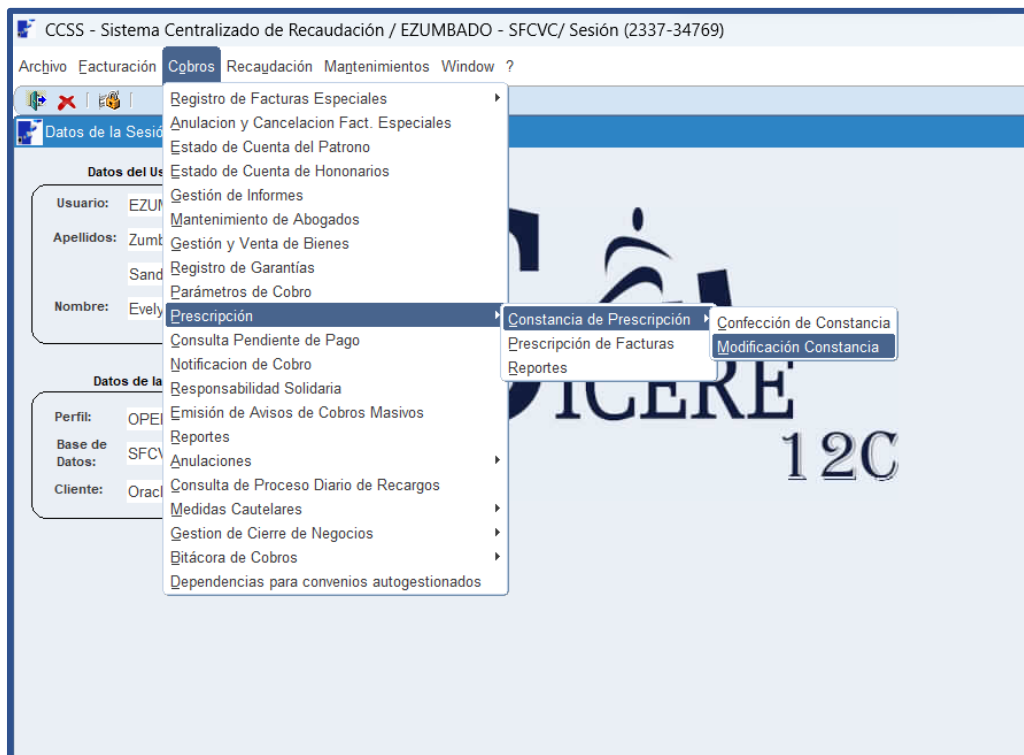 CCSS - Sistema Centralizado de Recaudación / EZUMBADO - SFCVC/ Sesión (2337-34769)
Archivo Facturación Cobros Recaudación Mantenimientos Window ?
Datos de la Sesió
Registro de Facturas Especiales
Anulacion y Cancelacion Fact. Especiales
Estado de Cuenta del Patrono
Estado de Cuenta de Hononarios
Gestión de Informes
Mantenimiento de Abogados
Gestión y Venta de Bienes
Registro de Garantías
Parámetros de Cobro
Prescripción
Consulta Pendiente de Pago
Notificacion de Cobro
Responsabilidad Solidaria
Emisión de Avisos de Cobros Masivos
Reportes
Anulaciones
Consulta de Proceso Diario de Recargos
Medidas Cautelares
Gestion de Cierre de Negocios
Bitácora de Cobros
Dependencias para convenios autogestionados
Constancia de Prescripción
Prescripción de Facturas
Reportes
Confección de Constancia
Modificación Constancia
Datos del Us
Usuario: EZUM
Apellidos: Zumb
Sand
Nombre: Evely
Datos de la
Perfil: OPER
Base de
Datos: SFCV
Cliente: Oracl
SICERE
12C